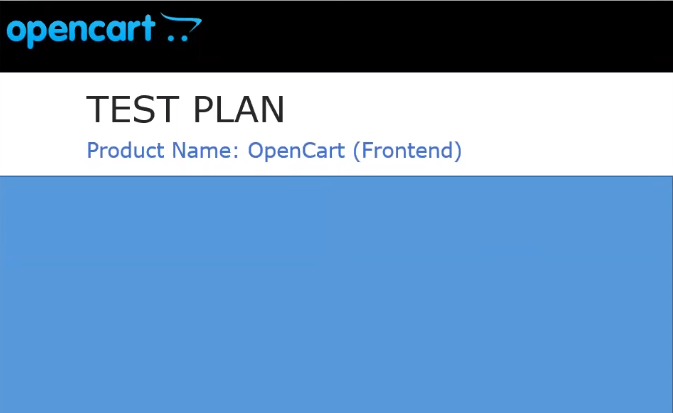 opencart
TEST PLAN
Product Name: OpenCart (Frontend)